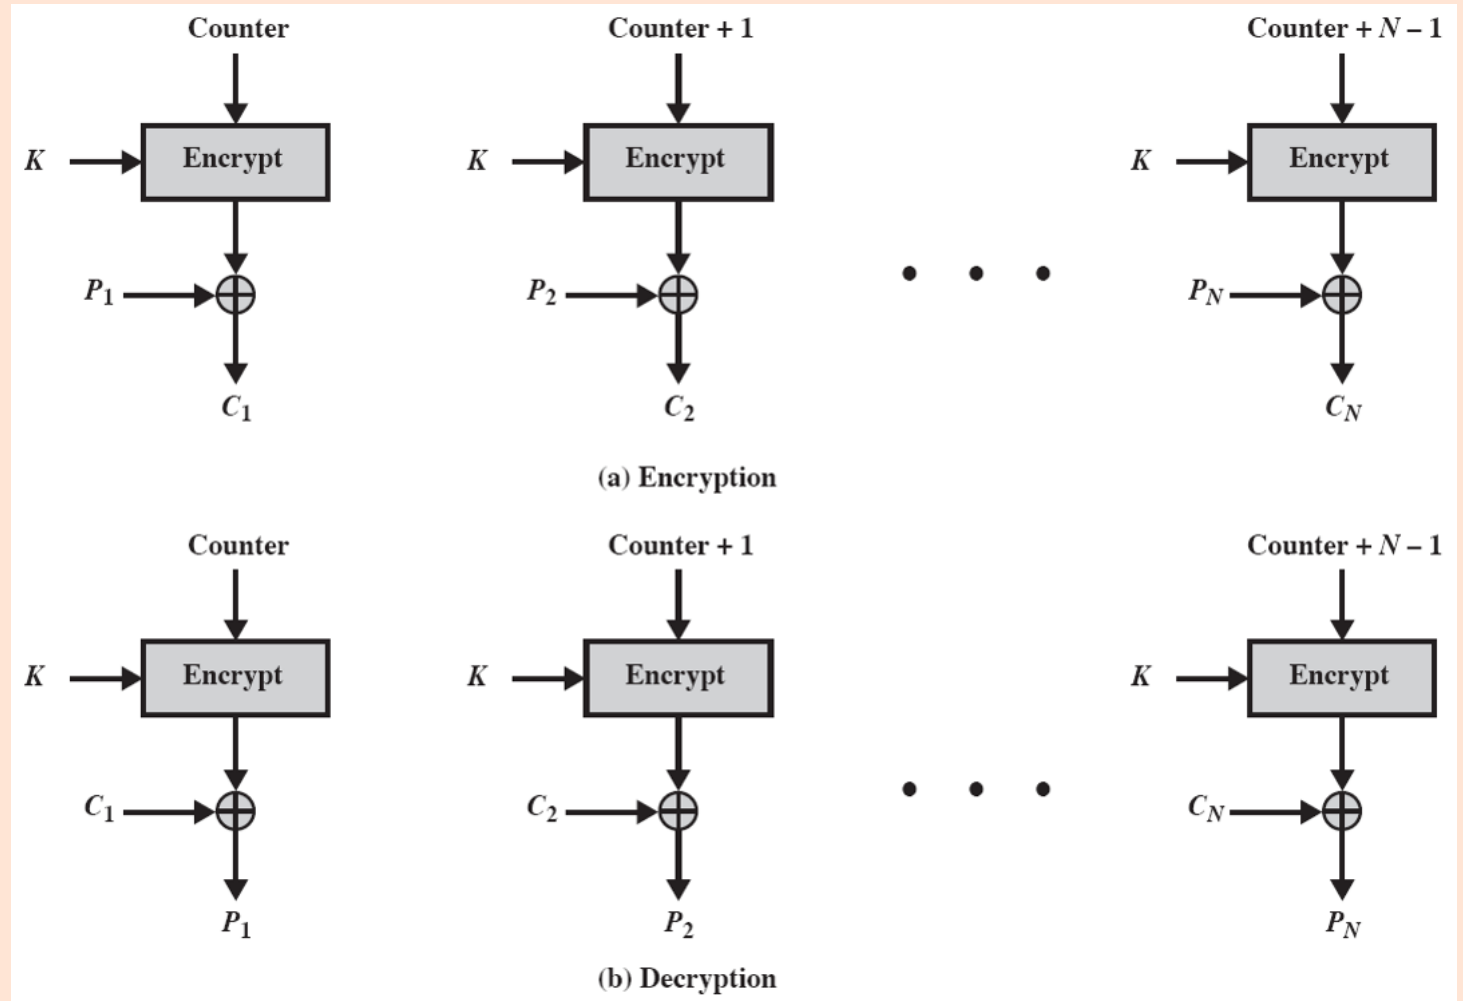 Counter Counter + 1 Counter + N – 1
K Encrypt K Encrypt K Encrypt
P1 P2 PN
C1 C2 CN
(a) Encryption
Counter Counter + 1 Counter + N – 1
K Encrypt K Encrypt K Encrypt
C1 C2 CN
P1 P2 PN
(b) Decryption